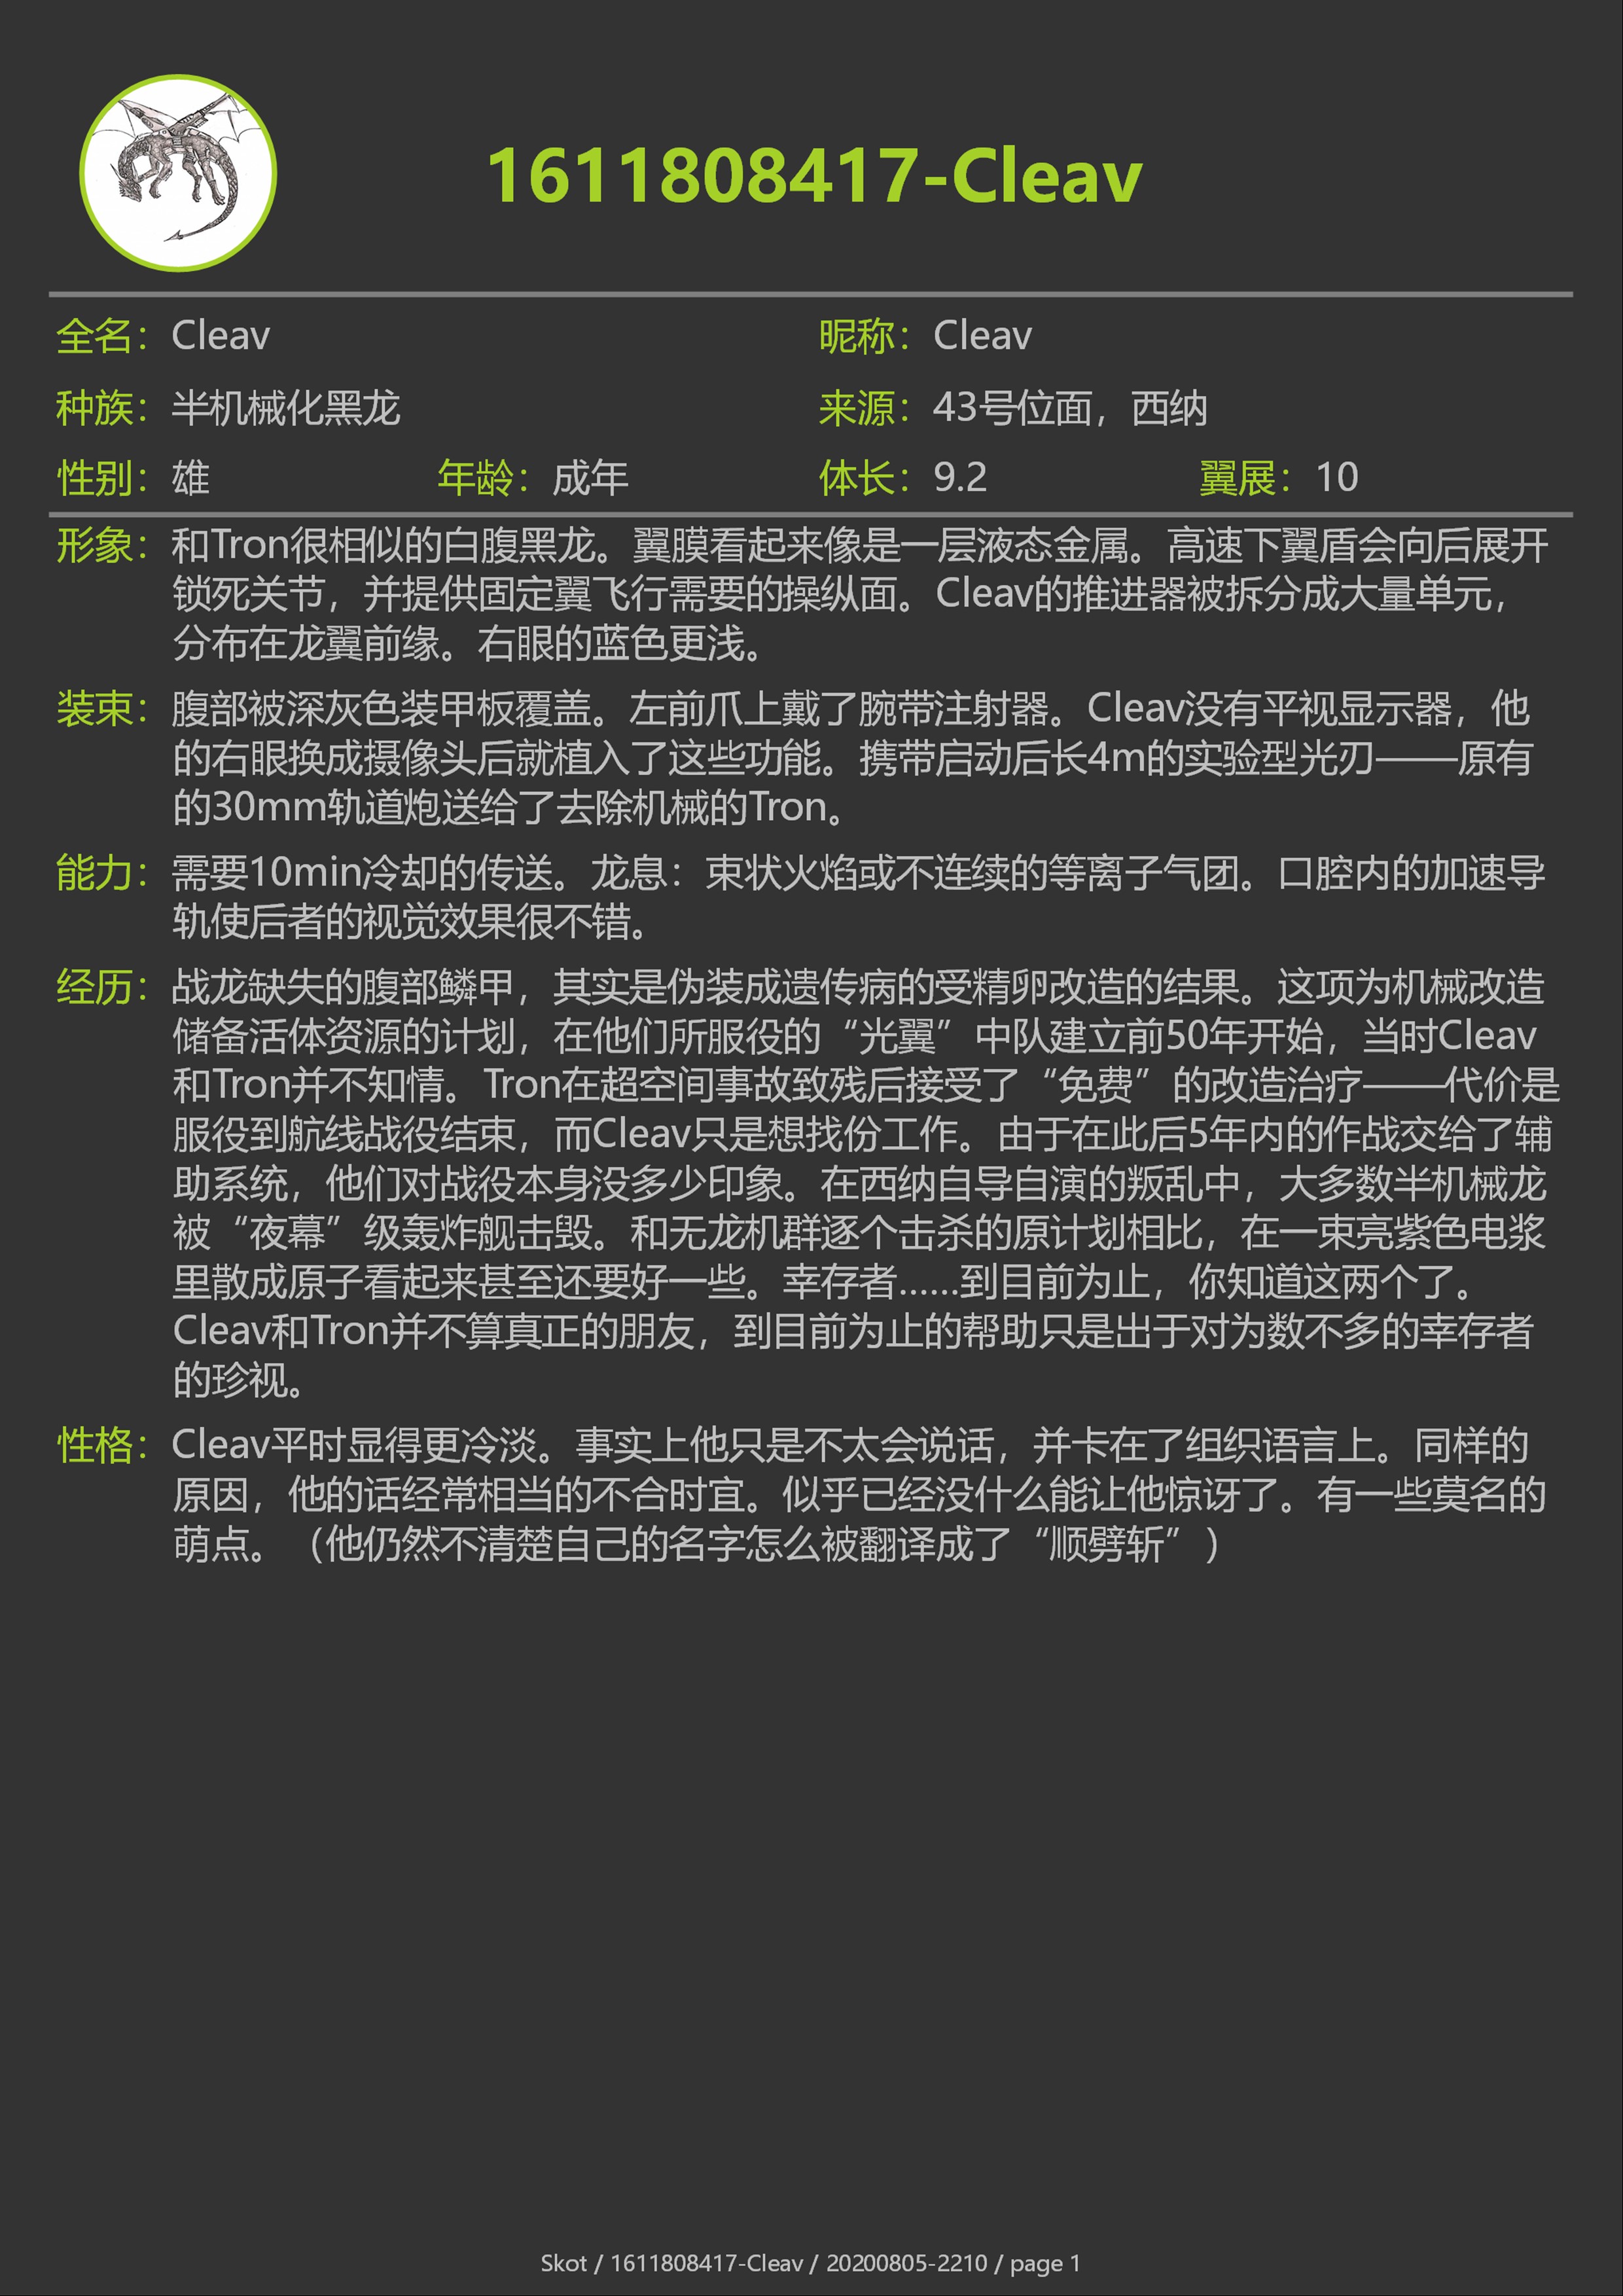 1611808417-Cleav
全名：Cleav
昵称：Cleav
种族：半机械化黑龙
来源：43号位面，西纳
性别：雄
年龄：成年
体长：9.2
翼展：10
形象：和Tron很相似的白腹黑龙。翼膜看起来像是一层液态金属。高速下翼盾会向后展开
锁死关节，并提供固定翼飞行需要的操纵面。Cleav的推进器被拆分成大量单元，
分布在龙翼前缘。右眼的蓝色更浅。
装束：腹部被深灰色装甲板覆盖。左前爪上戴了腕带注射器。Cleav没有平视显示器，他
的右眼换成摄像头后就植入了这些功能。携带启动后长4m的实验型光刃——原有
的30mm轨道炮送给了去除机械的Tron。
能力：需要10min冷却的传送。龙息：束状火焰或不连续的等离子气团。口腔内的加速导
轨使后者的视觉效果很不错。
经历：战龙缺失的腹部鳞甲，其实是伪装成遗传病的受精卵改造的结果。这项为机械改造
储备活体资源的计划，在他们所服役的“光翼”中队建立前50年开始，当时Cleav
和Tron并不知情。Tron在超空间事故致残后接受了“免费”的改造治疗——代价是
服役到航线战役结束，而Cleav只是想找份工作。由于在此后5年内的作战交给了辅
助系统，他们对战役本身没多少印象。在西纳自导自演的叛乱中，大多数半机械龙
被“夜幕”级轰炸舰击毁。和无龙机群逐个击杀的原计划相比，在一束亮紫色电浆
里散成原子看起来甚至还要好一些。幸存者……到目前为止，你知道这两个了。
Cleav和Tron并不算真正的朋友，到目前为止的帮助只是出于对为数不多的幸存者
的珍视。
性格：Cleav平时显得更冷淡。事实上他只是不太会说话，并卡在了组织语言上。同样的
原因，他的话经常相当的不合时宜。似乎已经没什么能让他惊讶了。有一些莫名的
萌点。（他仍然不清楚自己的名字怎么被翻译成了“顺劈斩”）
Skot / 1611808417-Cleav / 20200805-2210 / page 1